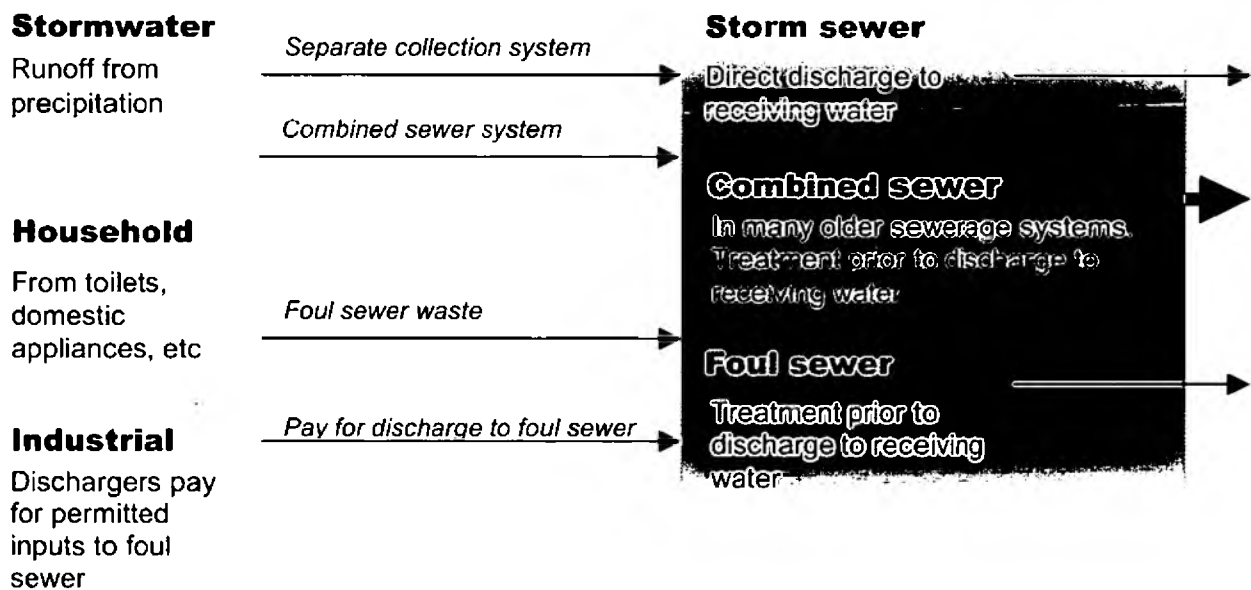 Stormwater
Runoff from
precipitation
Separate collection system
Combined sewer system
Household
From toilets,
domestic
appliances, etc
Foul sewer waste
Industrial
Dischargers pay
for permitted
inputs to foul
sewer
Pay for discharge to foul sewer
Storm sewer
Direct discharge to
receiving water
Combined sewer
In many older sewerage systems.
Treatment prior to discharge to
receiving water
Foul sewer
Treatment prior to
discharge to receiving
water